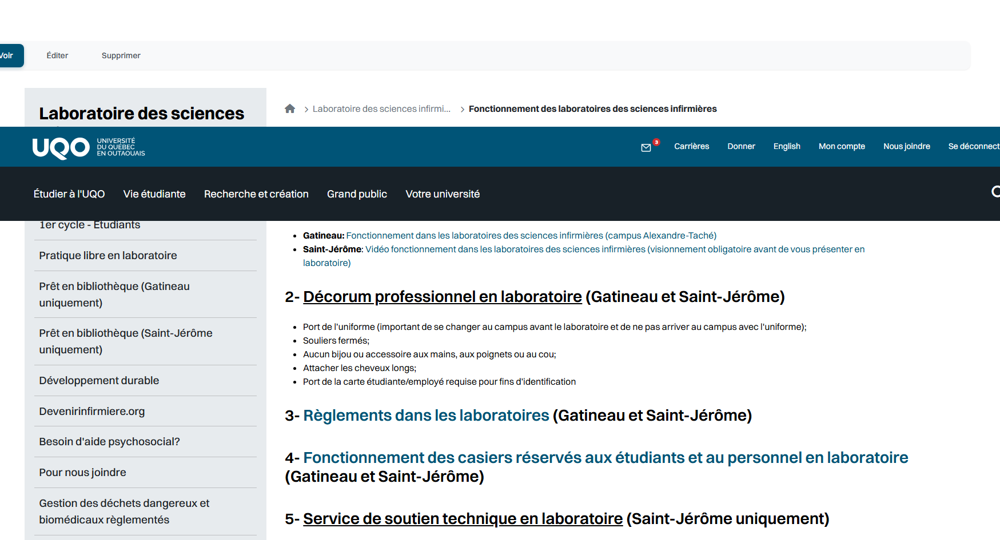 Voir
Éditer
Supprimer
Laboratoire des sciences
Laboratoire des sciences infirmi...
Fonctionnement des laboratoires des sciences infirmières
UQO
UNIVERSITÉ
DU QUÉBEC
EN OUTAOUAIS
3
Carrières
Donner
English
Mon compte
Nous joindre
Se déconnect
Étudier à l'UQO
Vie étudiante
Recherche et création
Grand public
Votre université
1er cycle - Étudiants
Pratique libre en laboratoire
Prêt en bibliothèque (Gatineau
uniquement)
Prêt en bibliothèque (Saint-Jérôme
uniquement)
Développement durable
Devenirinfirmiere.org
Besoin d'aide psychosocial?
Pour nous joindre
Gestion des déchets dangereux et
biomédicaux règlementés
Gatineau: Fonctionnement dans les laboratoires des sciences infirmières (campus Alexandre-Taché)
Saint-Jérôme: Vidéo fonctionnement dans les laboratoires des sciences infirmières (visionnement obligatoire avant de vous présenter en
laboratoire)
2- Décorum professionnel en laboratoire (Gatineau et Saint-Jérôme)
Port de l'uniforme (important de se changer au campus avant le laboratoire et de ne pas arriver au campus avec l'uniforme);
Souliers fermés;
Aucun bijou ou accessoire aux mains, aux poignets ou au cou;
Attacher les cheveux longs;
Port de la carte étudiante/employé requise pour fins d'identification
3- Règlements dans les laboratoires (Gatineau et Saint-Jérôme)
4- Fonctionnement des casiers réservés aux étudiants et au personnel en laboratoire
(Gatineau et Saint-Jérôme)
5- Service de soutien technique en laboratoire (Saint-Jérôme uniquement)